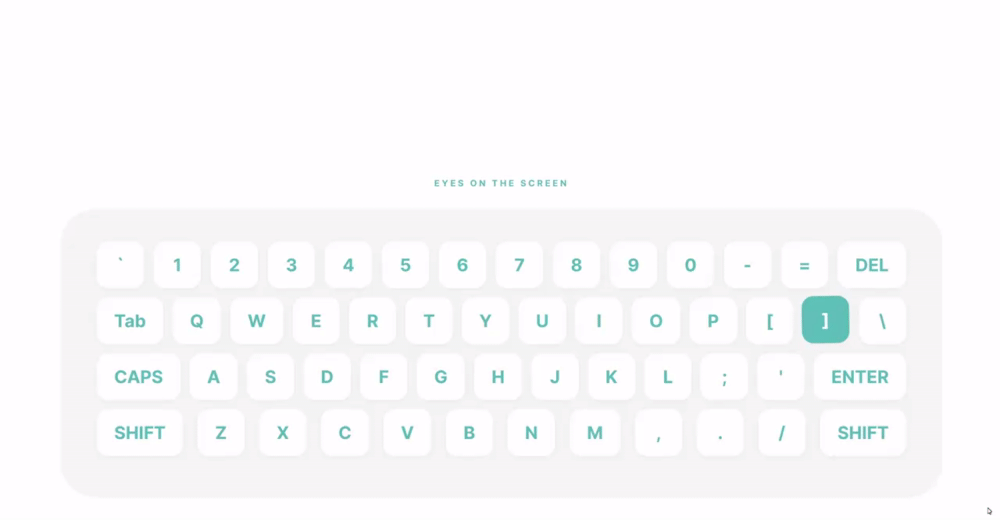 EYES ON THE SCREEN
` 1 2 3 4 5 6 7 8 9 0 - = DEL
Tab Q W E R T Y U I O P [ ] \
CAPS A S D F G H J K L ; ' ENTER
SHIFT Z X C V B N M , . / SHIFT